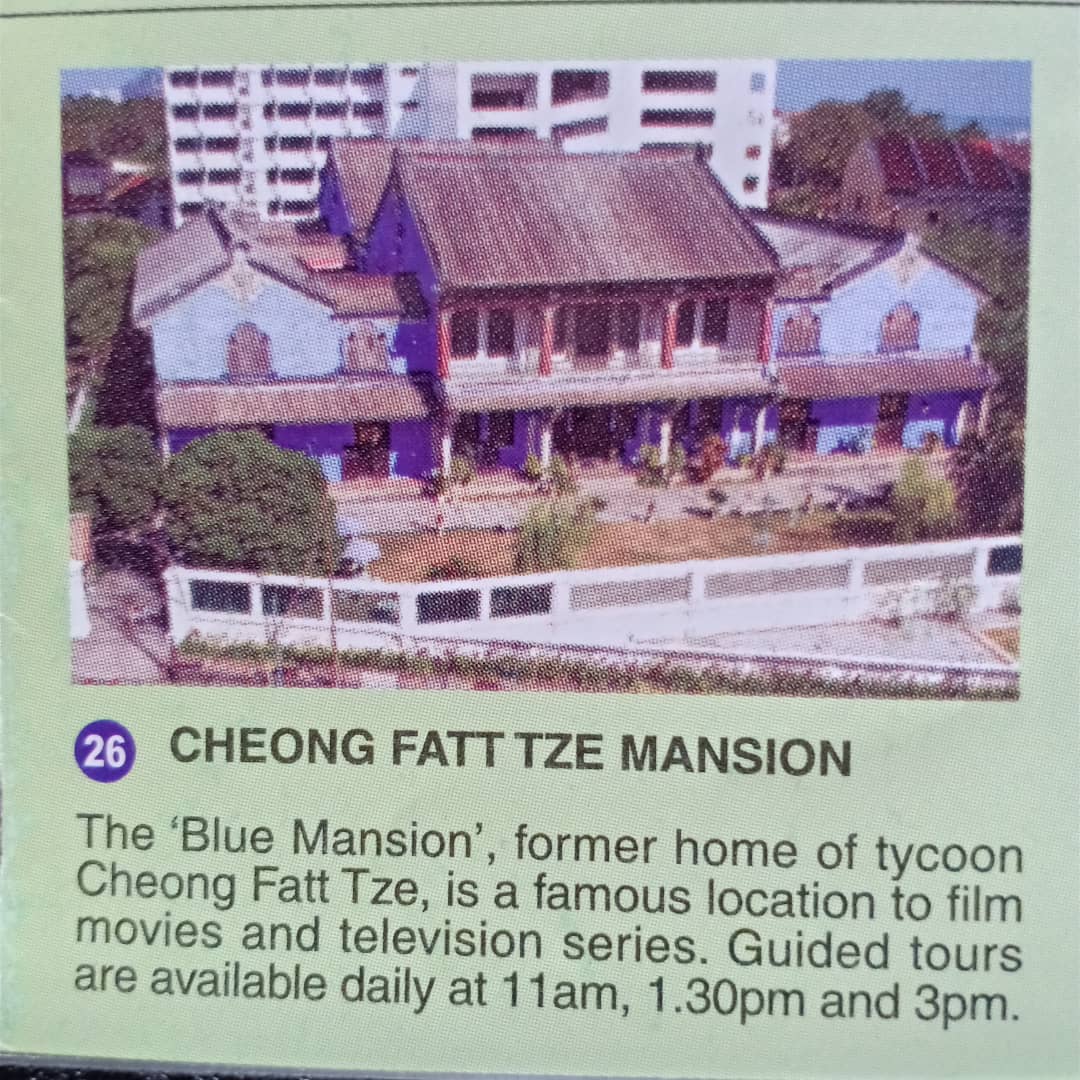 26 CHEONG FATT TZE MANSION
The ‘Blue Mansion’, former home of tycoon
Cheong Fatt Tze, is a famous location to film
movies and television series. Guided tours
are available daily at 11am, 1.30pm and 3pm.